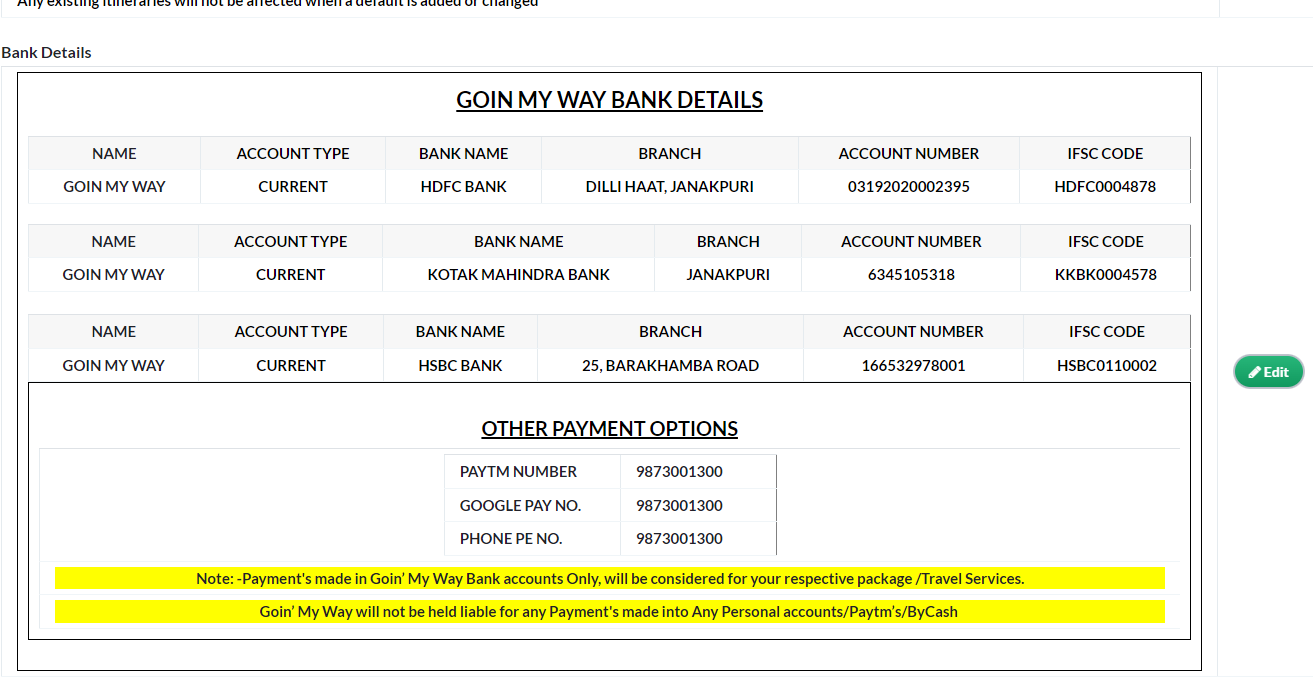 Any existing itineraries will not be affected when a default is added or changed
Bank Details
GOIN MY WAY BANK DETAILS
NAME ACCOUNT TYPE BANK NAME BRANCH ACCOUNT NUMBER IFSC CODE
GOIN MY WAY CURRENT HDFC BANK DILLI HAAT, JANAKPURI 03192020002395 HDFC0004878
NAME ACCOUNT TYPE BANK NAME BRANCH ACCOUNT NUMBER IFSC CODE
GOIN MY WAY CURRENT KOTAK MAHINDRA BANK JANAKPURI 6345105318 KKBK0004578
NAME ACCOUNT TYPE BANK NAME BRANCH ACCOUNT NUMBER IFSC CODE
GOIN MY WAY CURRENT HSBC BANK 25, BARAKHAMBA ROAD 166532978001 HSBC0110002
Edit
OTHER PAYMENT OPTIONS
PAYTM NUMBER 9873001300
GOOGLE PAY NO. 9873001300
PHONE PE NO. 9873001300
Note: -Payment's made in Goin’ My Way Bank accounts Only, will be considered for your respective package /Travel Services.
Goin’ My Way will not be held liable for any Payment's made into Any Personal accounts/Paytm’s/ByCash